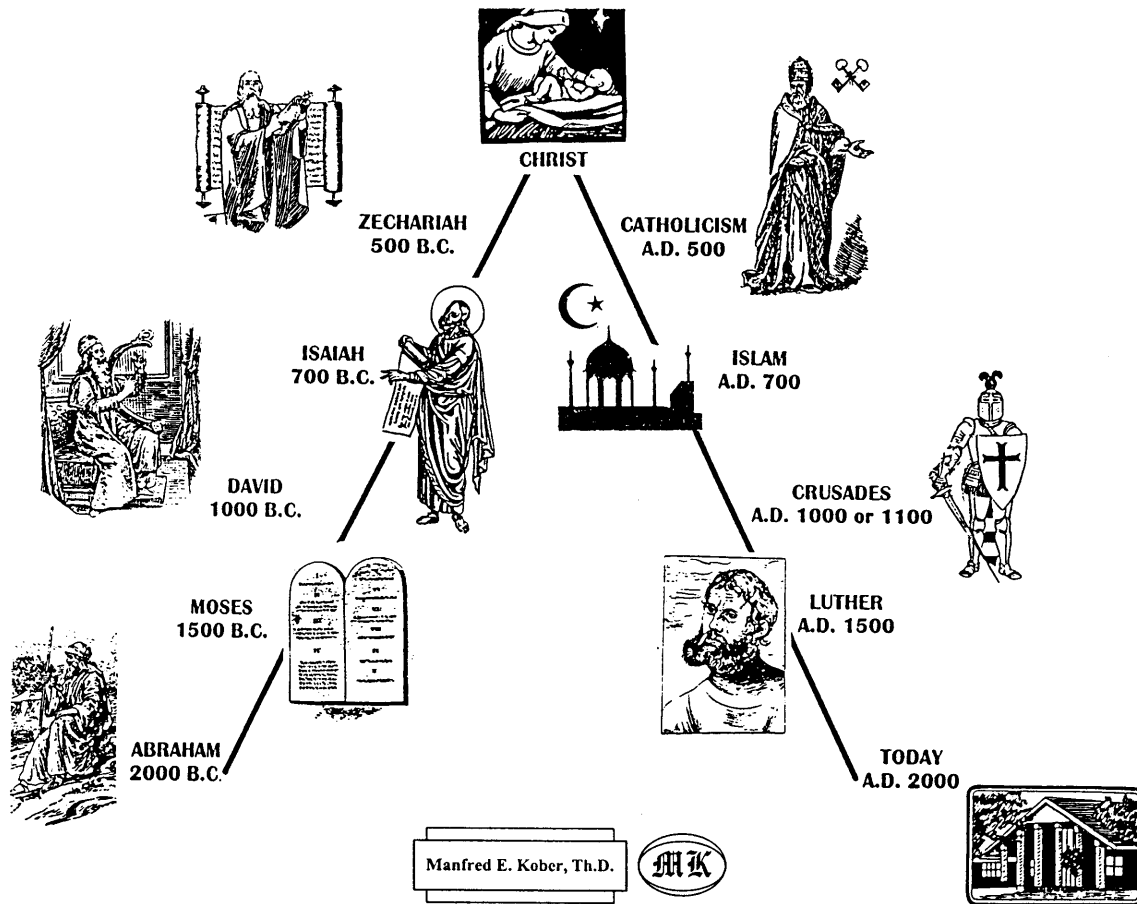 CHRIST
ZECHARIAH
500 B.C.
CATHOLICISM
A.D. 500
ISAIAH
700 B.C.
ISLAM
A.D. 700
DAVID
1000 B.C.
CRUSADES
A.D. 1000 or 1100
MOSES
1500 B.C.
LUTHER
A.D. 1500
ABRAHAM
2000 B.C.
TODAY
A.D. 2000
Manfred E. Kober, Th.D.
MK